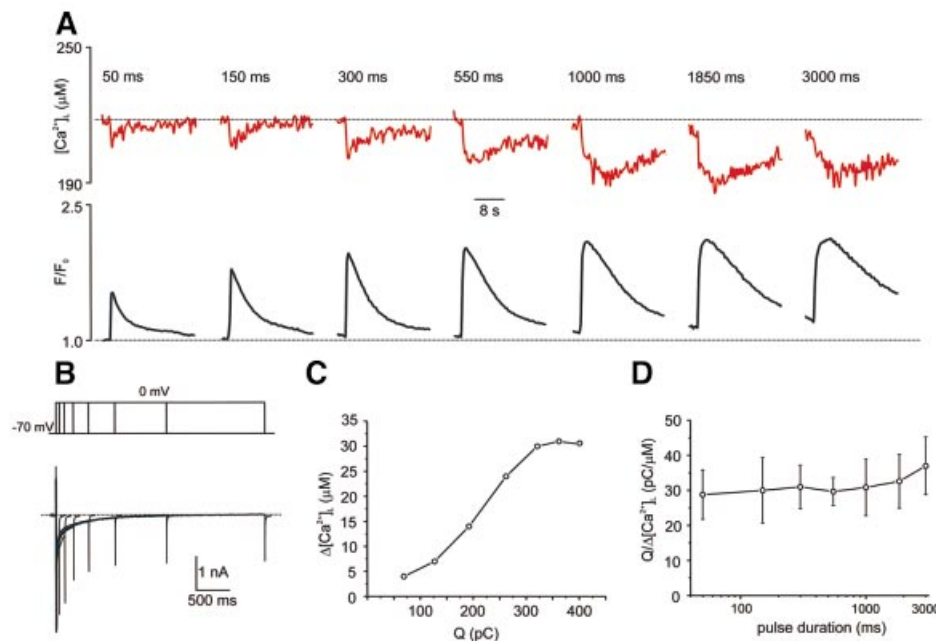 A
250
[Ca²⁺]ᵢ (μM)
190
50 ms
150 ms
300 ms
550 ms
1000 ms
1850 ms
3000 ms
8 s
2.5
F/F₀
1.0
B
0 mV
-70 mV
1 nA
500 ms
C
35
30
25
20
15
10
5
0
Δ[Ca²⁺]ᵢ (μM)
100
200
300
400
Q (pC)
D
50
40
30
20
10
0
Q/Δ[Ca²⁺]ᵢ (pC/μM)
100
1000
3000
pulse duration (ms)